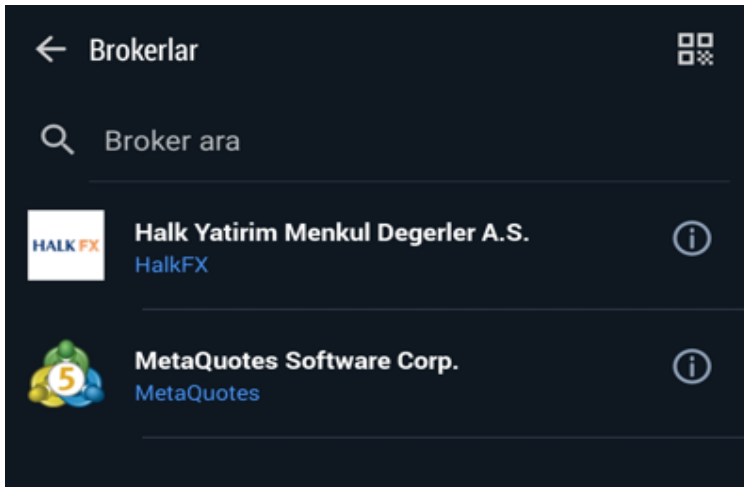 Brokerlar
Broker ara
HALK FX
Halk Yatirim Menkul Degerler A.S.
HalkFX
5
MetaQuotes Software Corp.
MetaQuotes